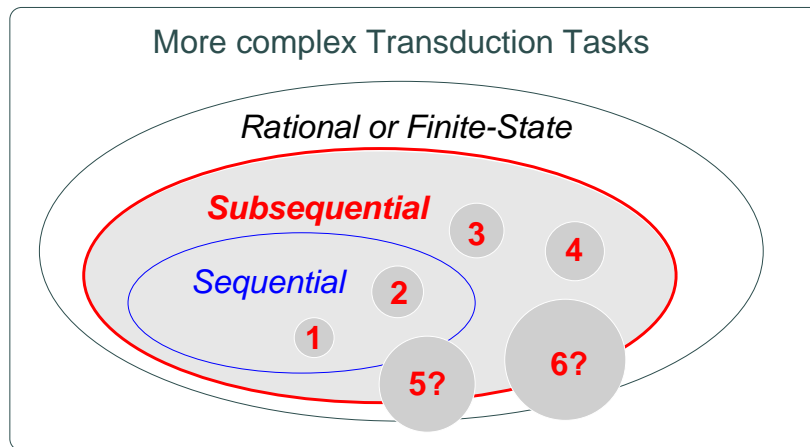 More complex Transduction Tasks
Rational or Finite-State
Subsequential
3
4
Sequential
2
1
5?
6?